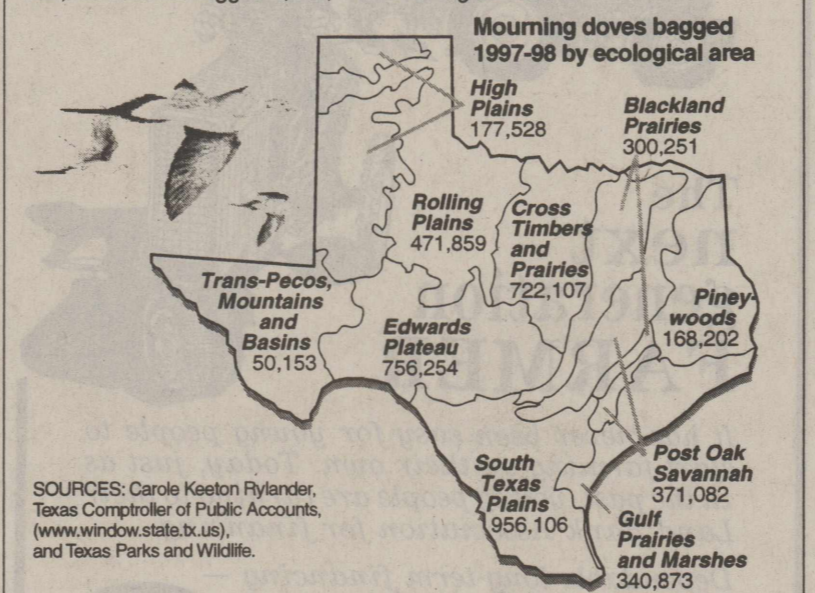 Mourning doves bagged
1997-98 by ecological area
High
Plains
177,528
Blackland
Prairies
300,251
Rolling
Plains
471,859
Cross
Timbers
and
Prairies
722,107
Trans-Pecos,
Mountains
and
Basins
50,153
Edwards
Plateau
756,254
Piney-
woods
168,202
South
Texas
Plains
956,106
Post Oak
Savannah
371,082
Gulf
Prairies
and Marshes
340,873
SOURCES: Carole Keeton Rylander,
Texas Comptroller of Public Accounts,
(www.window.state.tx.us),
and Texas Parks and Wildlife.